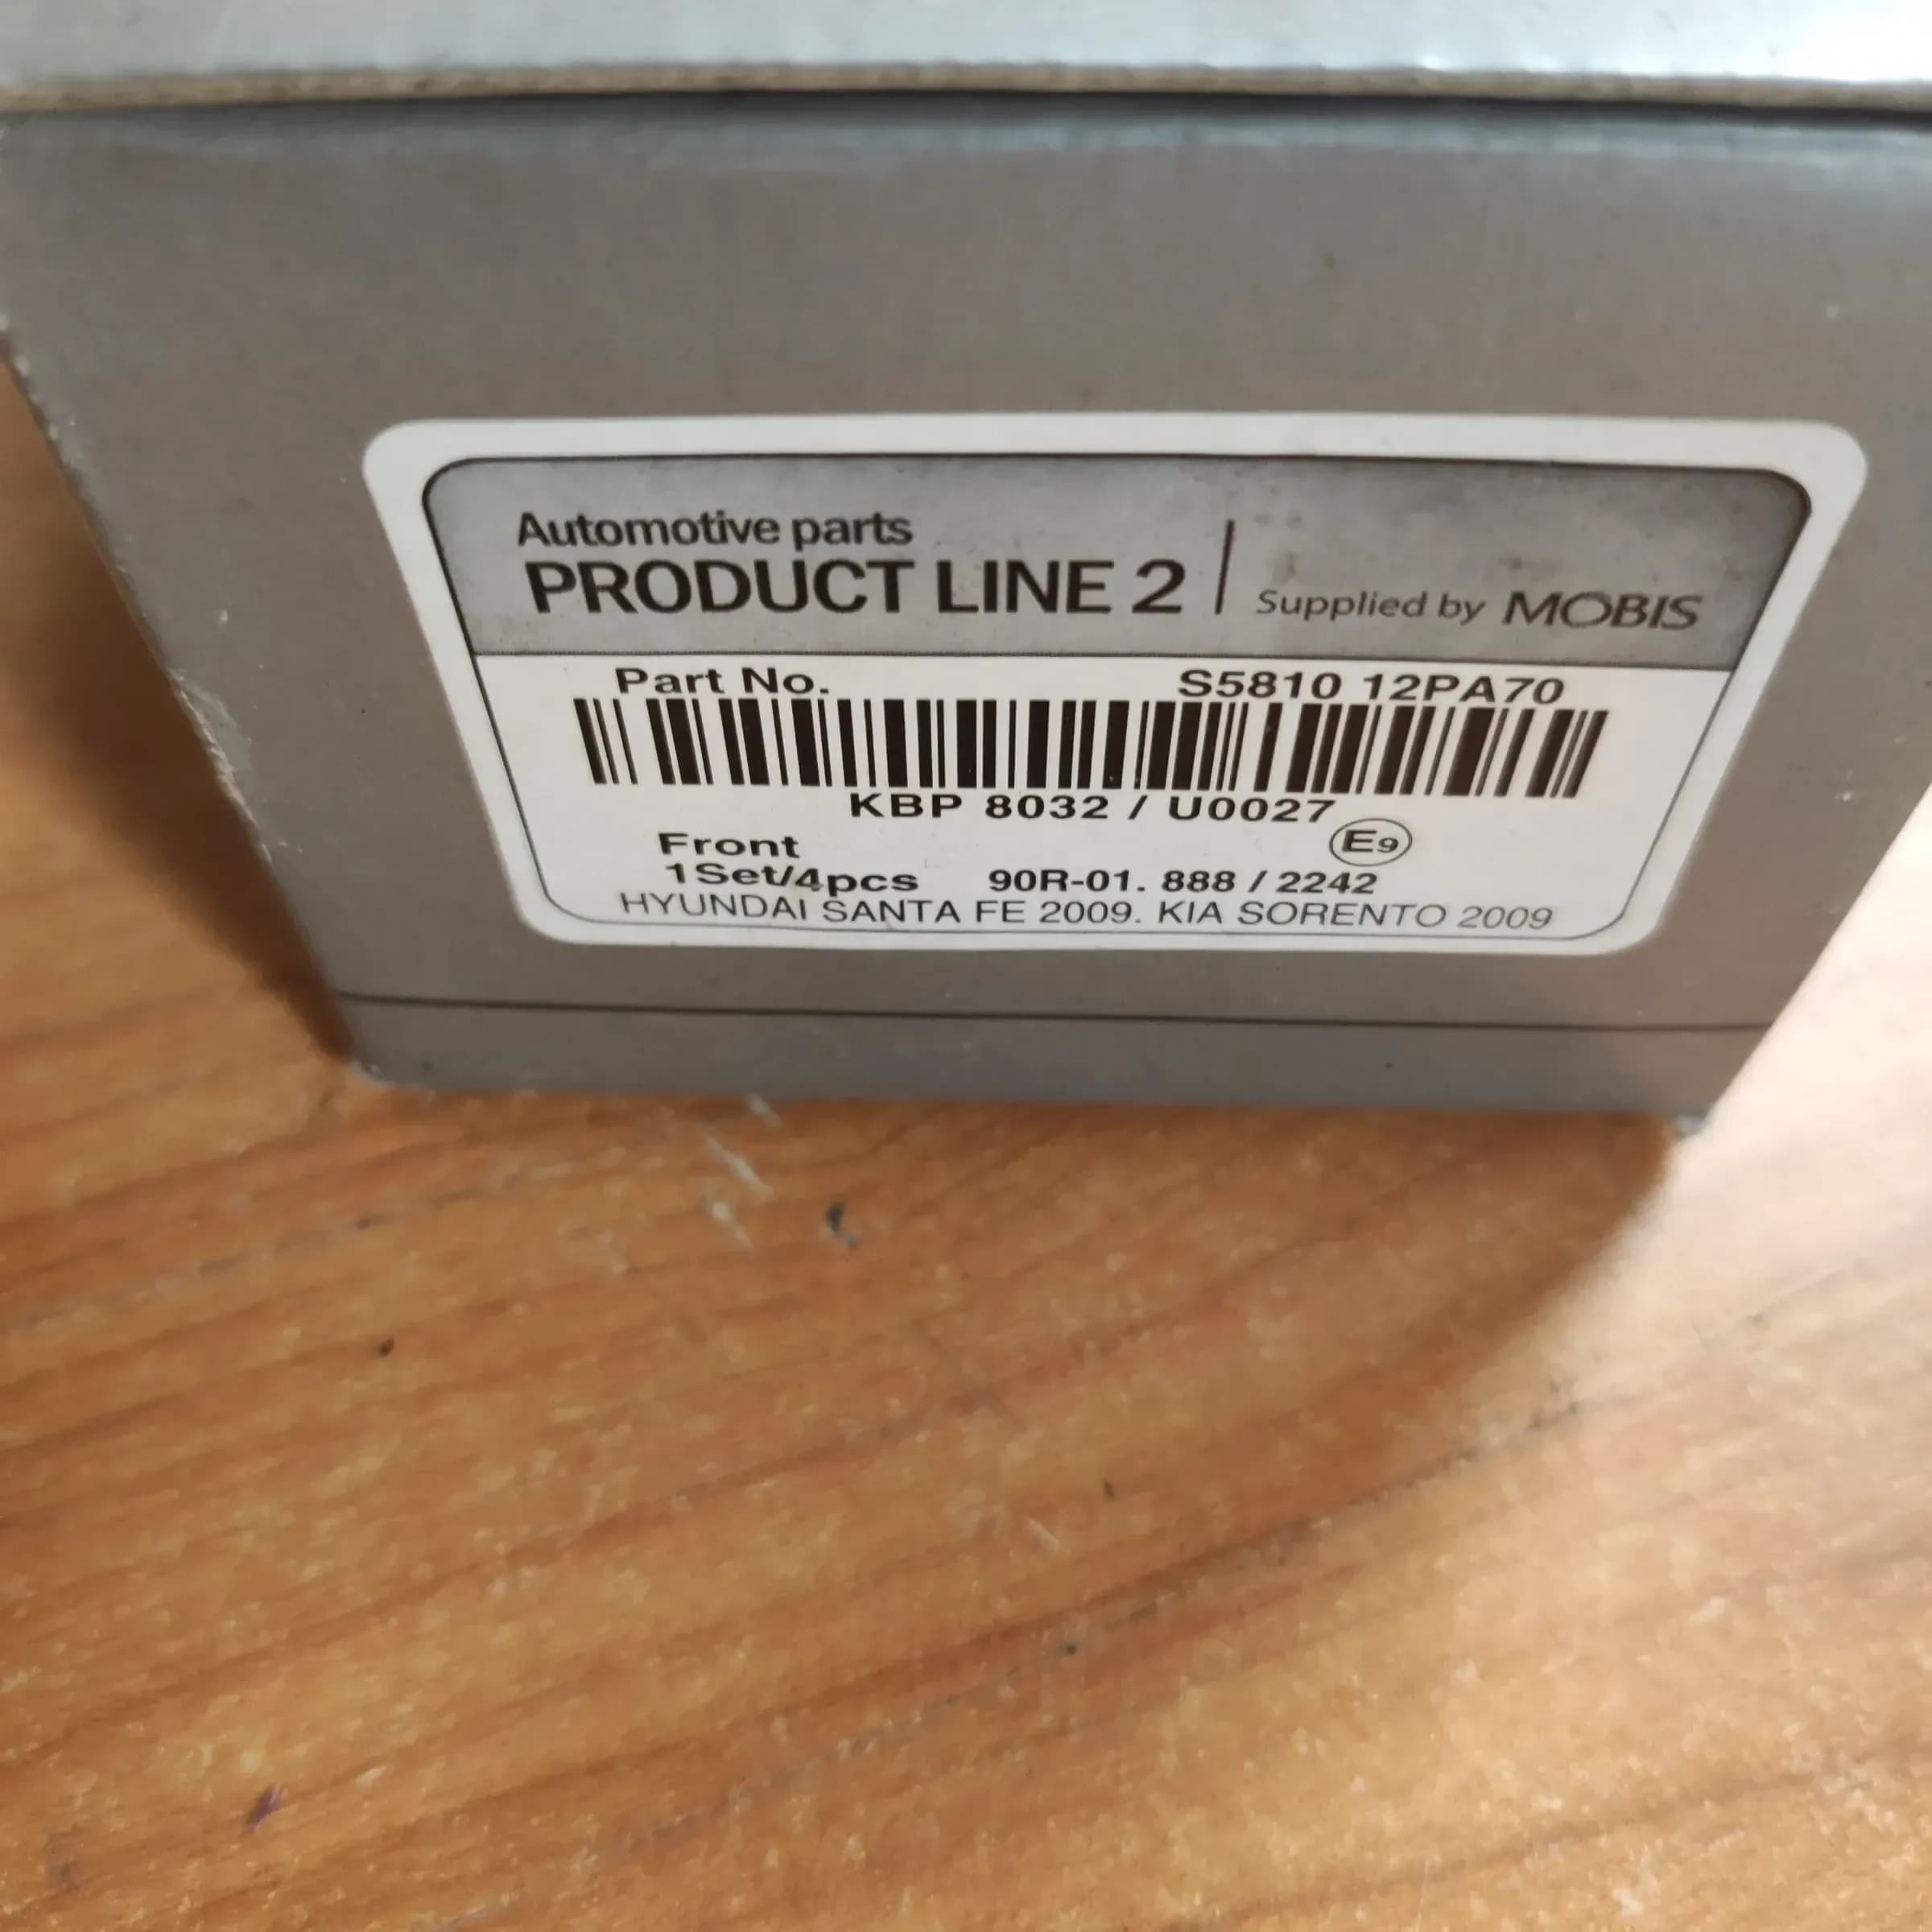 Automotive parts
PRODUCT LINE 2 Supplied by MOBIS
Part No. S5810 12PA70
KBP 8032 / U0027
Front E9
1Set/4pcs 90R-01. 888 / 2242
HYUNDAI SANTA FE 2009. KIA SORENTO 2009